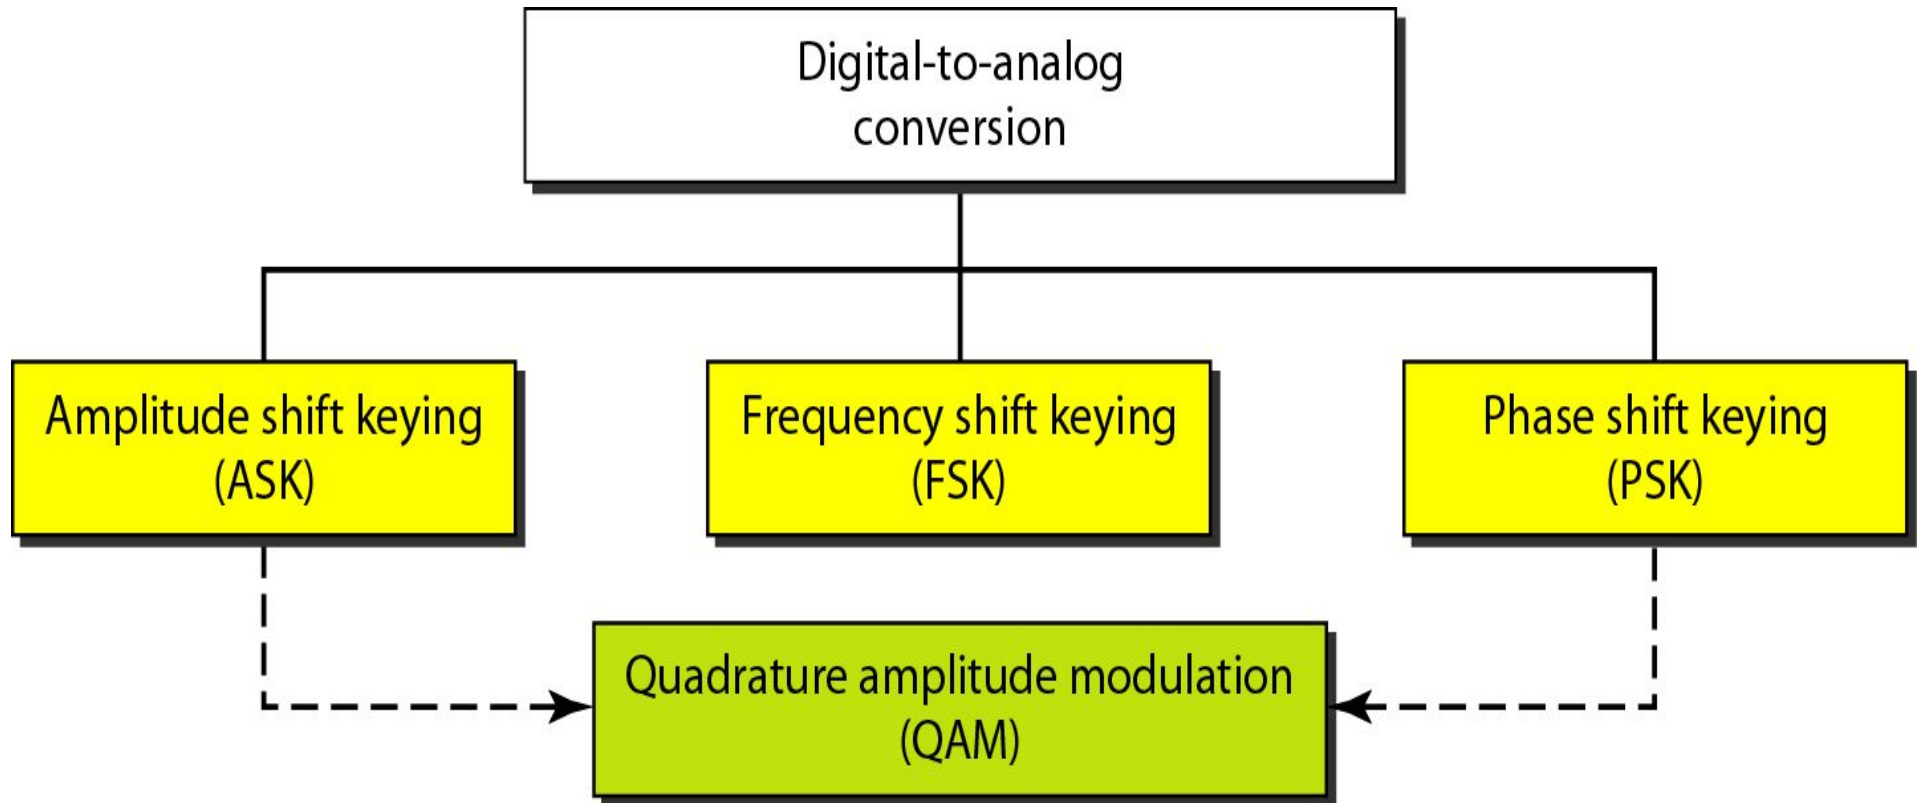 Digital-to-analog
conversion
Amplitude shift keying
(ASK)
Frequency shift keying
(FSK)
Phase shift keying
(PSK)
Quadrature amplitude modulation
(QAM)